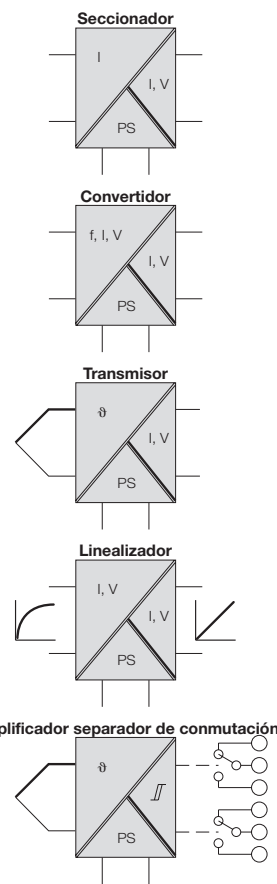 Seccionador
I
I, V
PS
Convertidor
f, I, V
I, V
PS
Transmisor
ϑ
I, V
PS
Linealizador
I, V
I, V
PS
plificador separador de conmutación
ϑ
PS